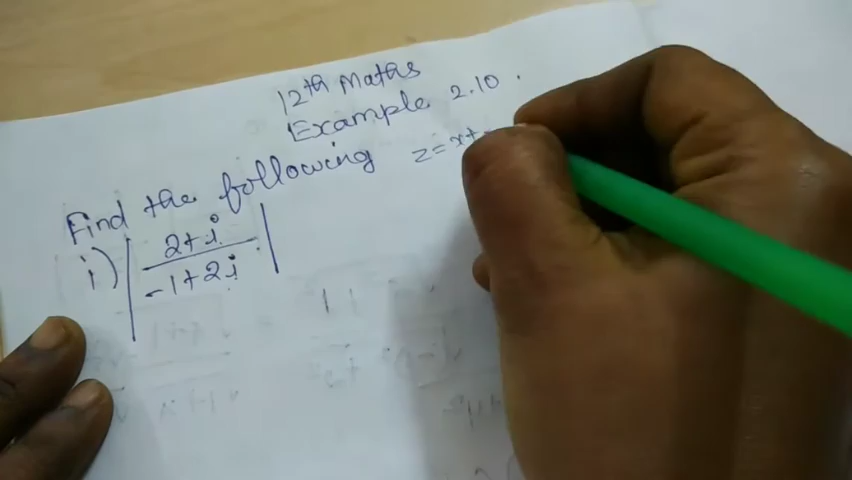 12th Maths
Example 2.10.
Find the following z=x+
i) | 2+i
-1+2i |